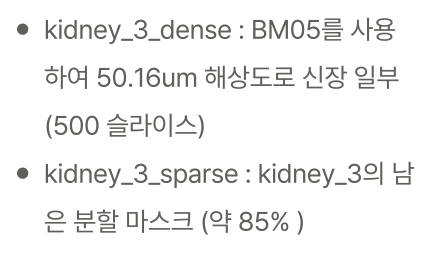 • kidney_3_dense : BM05를 사용
하여 50.16um 해상도로 신장 일부
(500 슬라이스)
• kidney_3_sparse : kidney_3의 남
은 분할 마스크 (약 85% )